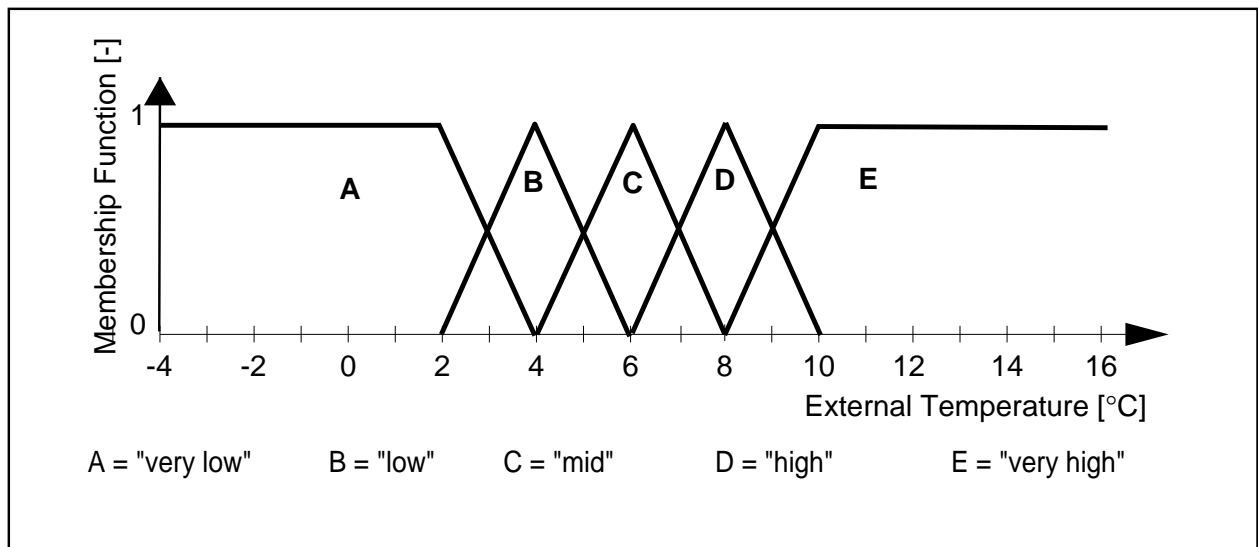 Membership Function [-]
1
A
B
C
D
E
0
-4 -2 0 2 4 6 8 10 12 14 16
External Temperature [°C]
A = "very low" B = "low" C = "mid" D = "high" E = "very high"